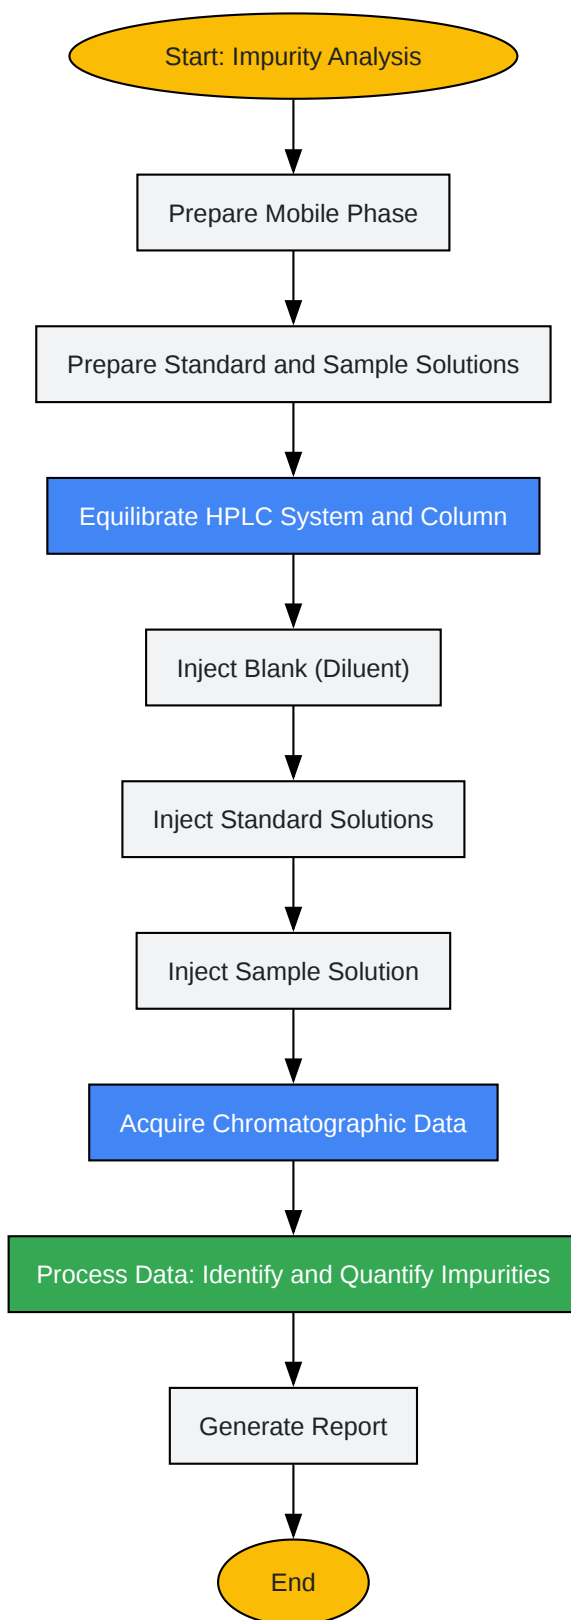 Start: Impurity Analysis
Prepare Mobile Phase
Prepare Standard and Sample Solutions
Equilibrate HPLC System and Column
Inject Blank (Diluent)
Inject Standard Solutions
Inject Sample Solution
Acquire Chromatographic Data
Process Data: Identify and Quantify Impurities
Generate Report
End